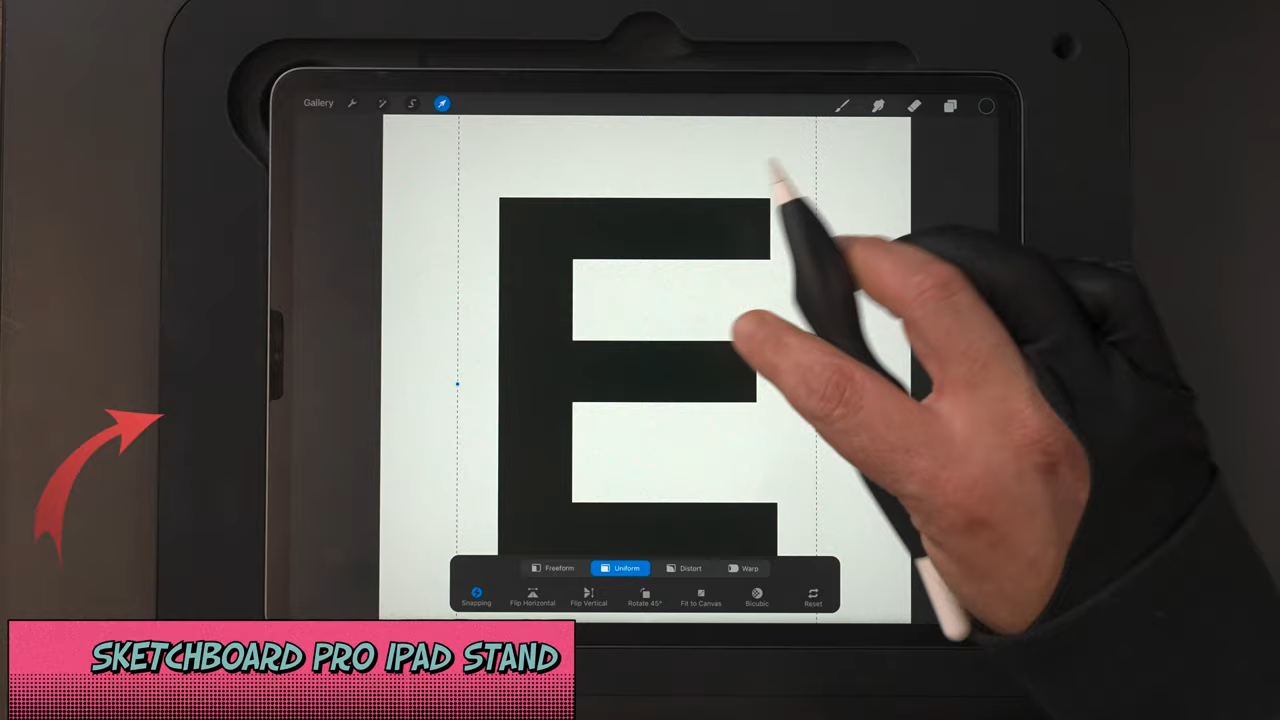 Gallery
E
Freeform Uniform Distort Warp
Snapping Flip Horizontal Flip Vertical Rotate 45° Fit to Canvas Bicubic Reset
SKETCHBOARD PRO IPAD STAND